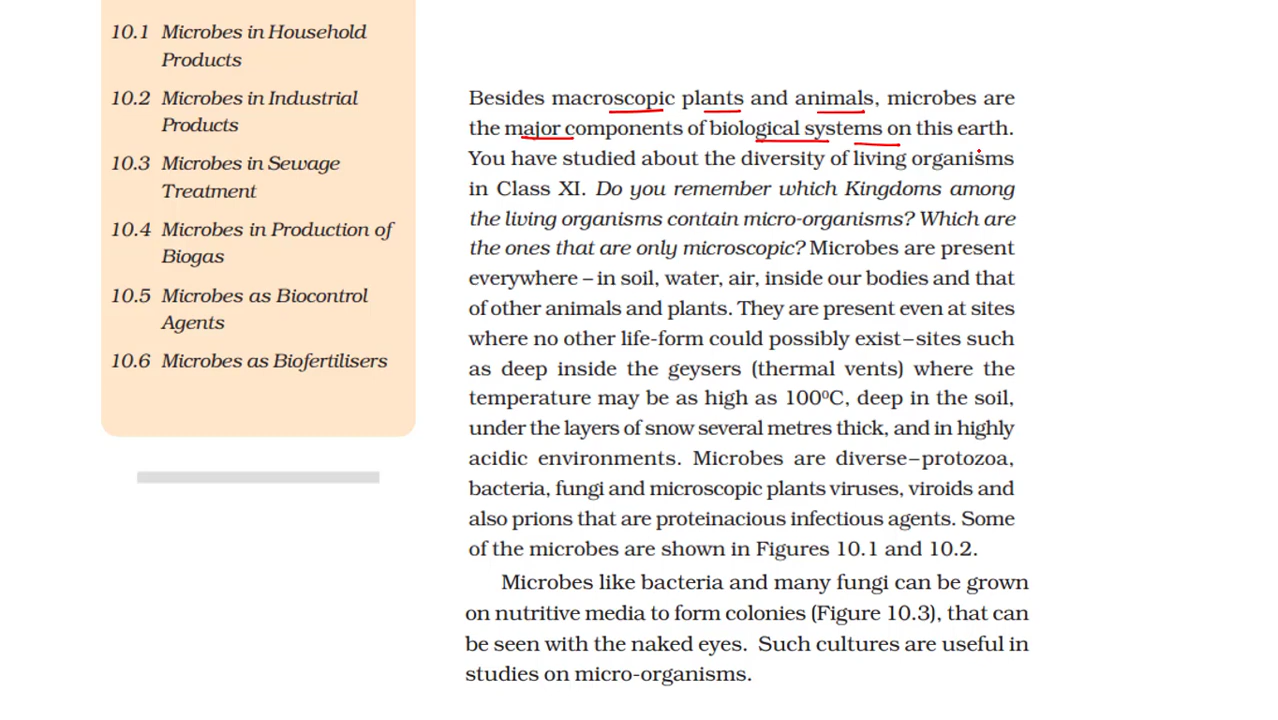 10.1 Microbes in Household
Products
10.2 Microbes in Industrial
Products
10.3 Microbes in Sewage
Treatment
10.4 Microbes in Production of
Biogas
10.5 Microbes as Biocontrol
Agents
10.6 Microbes as Biofertilisers
Besides macroscopic plants and animals, microbes are
the major components of biological systems on this earth.
You have studied about the diversity of living organisms
in Class XI. Do you remember which Kingdoms among
the living organisms contain micro-organisms? Which are
the ones that are only microscopic? Microbes are present
everywhere – in soil, water, air, inside our bodies and that
of other animals and plants. They are present even at sites
where no other life-form could possibly exist–sites such
as deep inside the geysers (thermal vents) where the
temperature may be as high as 100⁰C, deep in the soil,
under the layers of snow several metres thick, and in highly
acidic environments. Microbes are diverse–protozoa,
bacteria, fungi and microscopic plants viruses, viroids and
also prions that are proteinacious infectious agents. Some
of the microbes are shown in Figures 10.1 and 10.2.
Microbes like bacteria and many fungi can be grown
on nutritive media to form colonies (Figure 10.3), that can
be seen with the naked eyes. Such cultures are useful in
studies on micro-organisms.